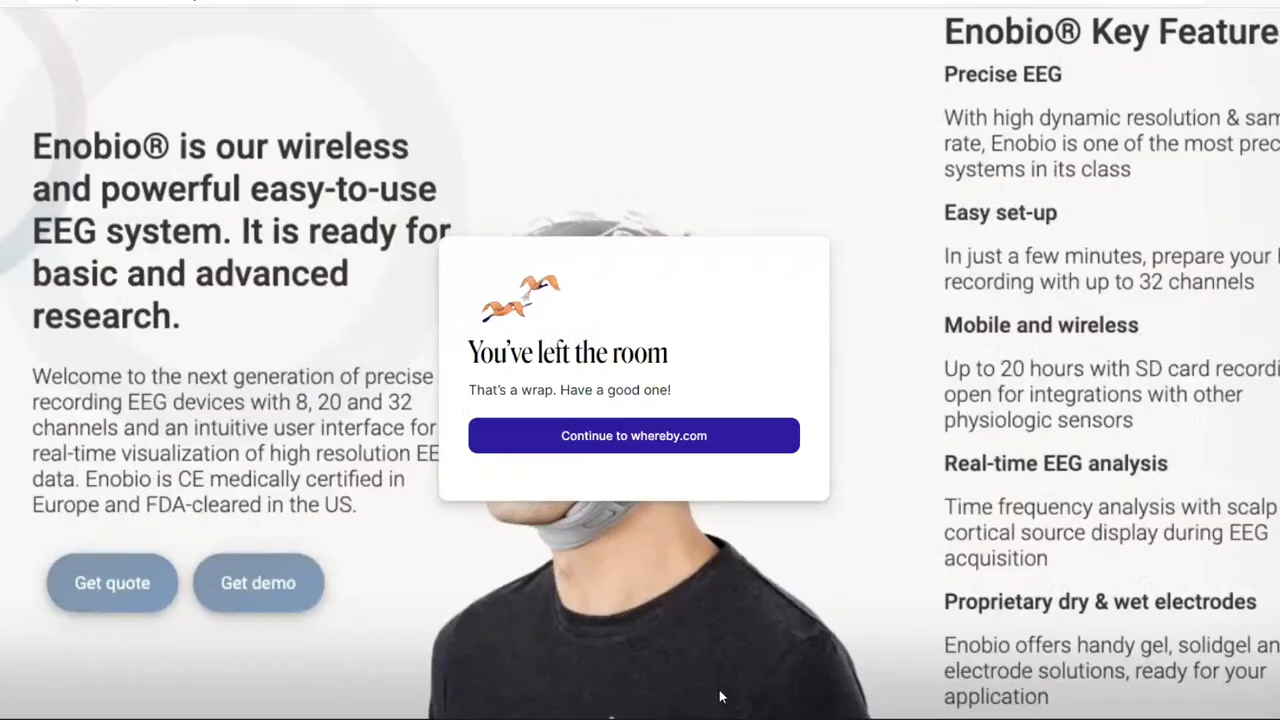 Enobio® is our wireless
and powerful easy-to-use
EEG system. It is ready for
basic and advanced
research.
Welcome to the next generation of precise
recording EEG devices with 8, 20 and 32
channels and an intuitive user interface for
real-time visualization of high resolution EE
data. Enobio is CE medically certified in
Europe and FDA-cleared in the US.
Get quote
Get demo
You've left the room
That's a wrap. Have a good one!
Continue to whereby.com
Enobio® Key Feature
Precise EEG
With high dynamic resolution & sam
rate, Enobio is one of the most prec
systems in its class
Easy set-up
In just a few minutes, prepare your
recording with up to 32 channels
Mobile and wireless
Up to 20 hours with SD card recordi
open for integrations with other
physiologic sensors
Real-time EEG analysis
Time frequency analysis with scalp
cortical source display during EEG
acquisition
Proprietary dry & wet electrodes
Enobio offers handy gel, solidgel an
electrode solutions, ready for your
application